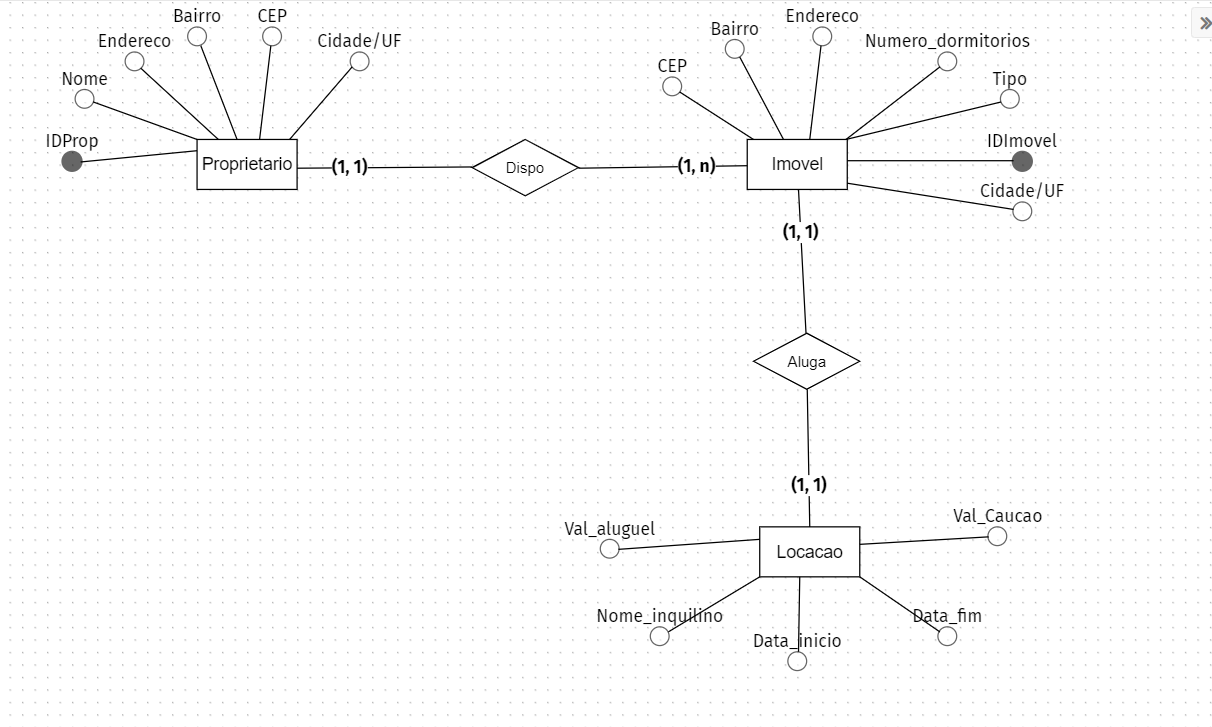 Bairro
CEP
Endereco
Cidade/UF
Nome
IDProp
Proprietario
(1, 1)
Dispo
(1, n)
Endereco
Bairro
Numero_dormitorios
CEP
Tipo
IDImovel
Imovel
Cidade/UF
(1, 1)
Aluga
(1, 1)
Val_Caucao
Val_aluguel
Locacao
Nome_inquilino
Data_fim
Data_inicio